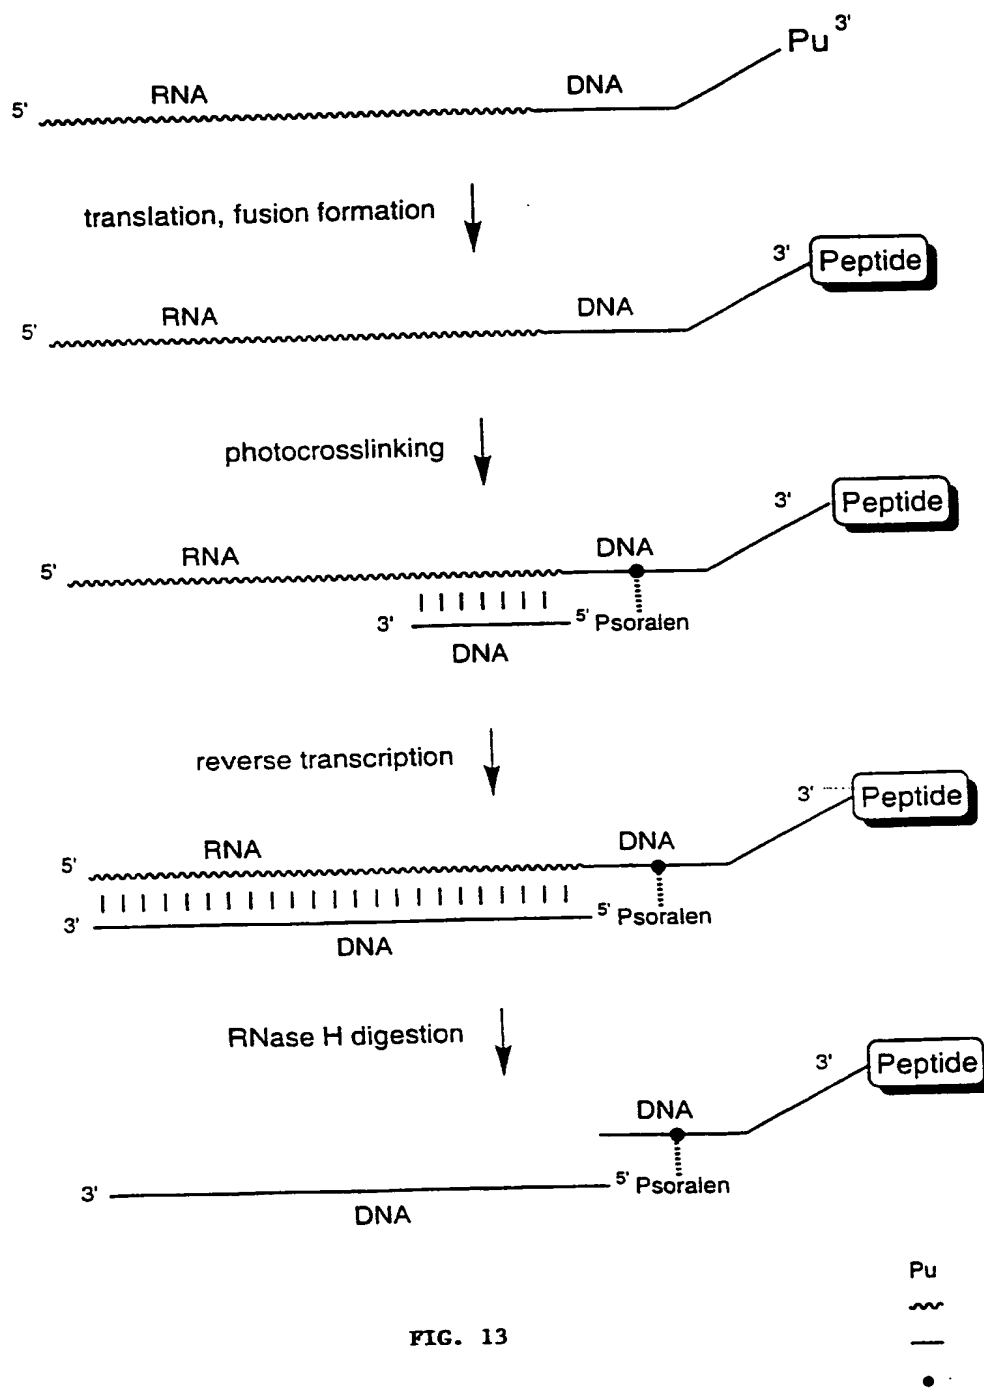 Pu 3'
RNA DNA
5'
translation, fusion formation
3' Peptide
RNA DNA
5'
photocrosslinking
3' Peptide
RNA DNA
5'
3' 5' Psoralen
DNA
reverse transcription
3' Peptide
RNA DNA
5'
3' 5' Psoralen
DNA
RNase H digestion
3' Peptide
DNA
3' 5' Psoralen
DNA
Pu
FIG. 13